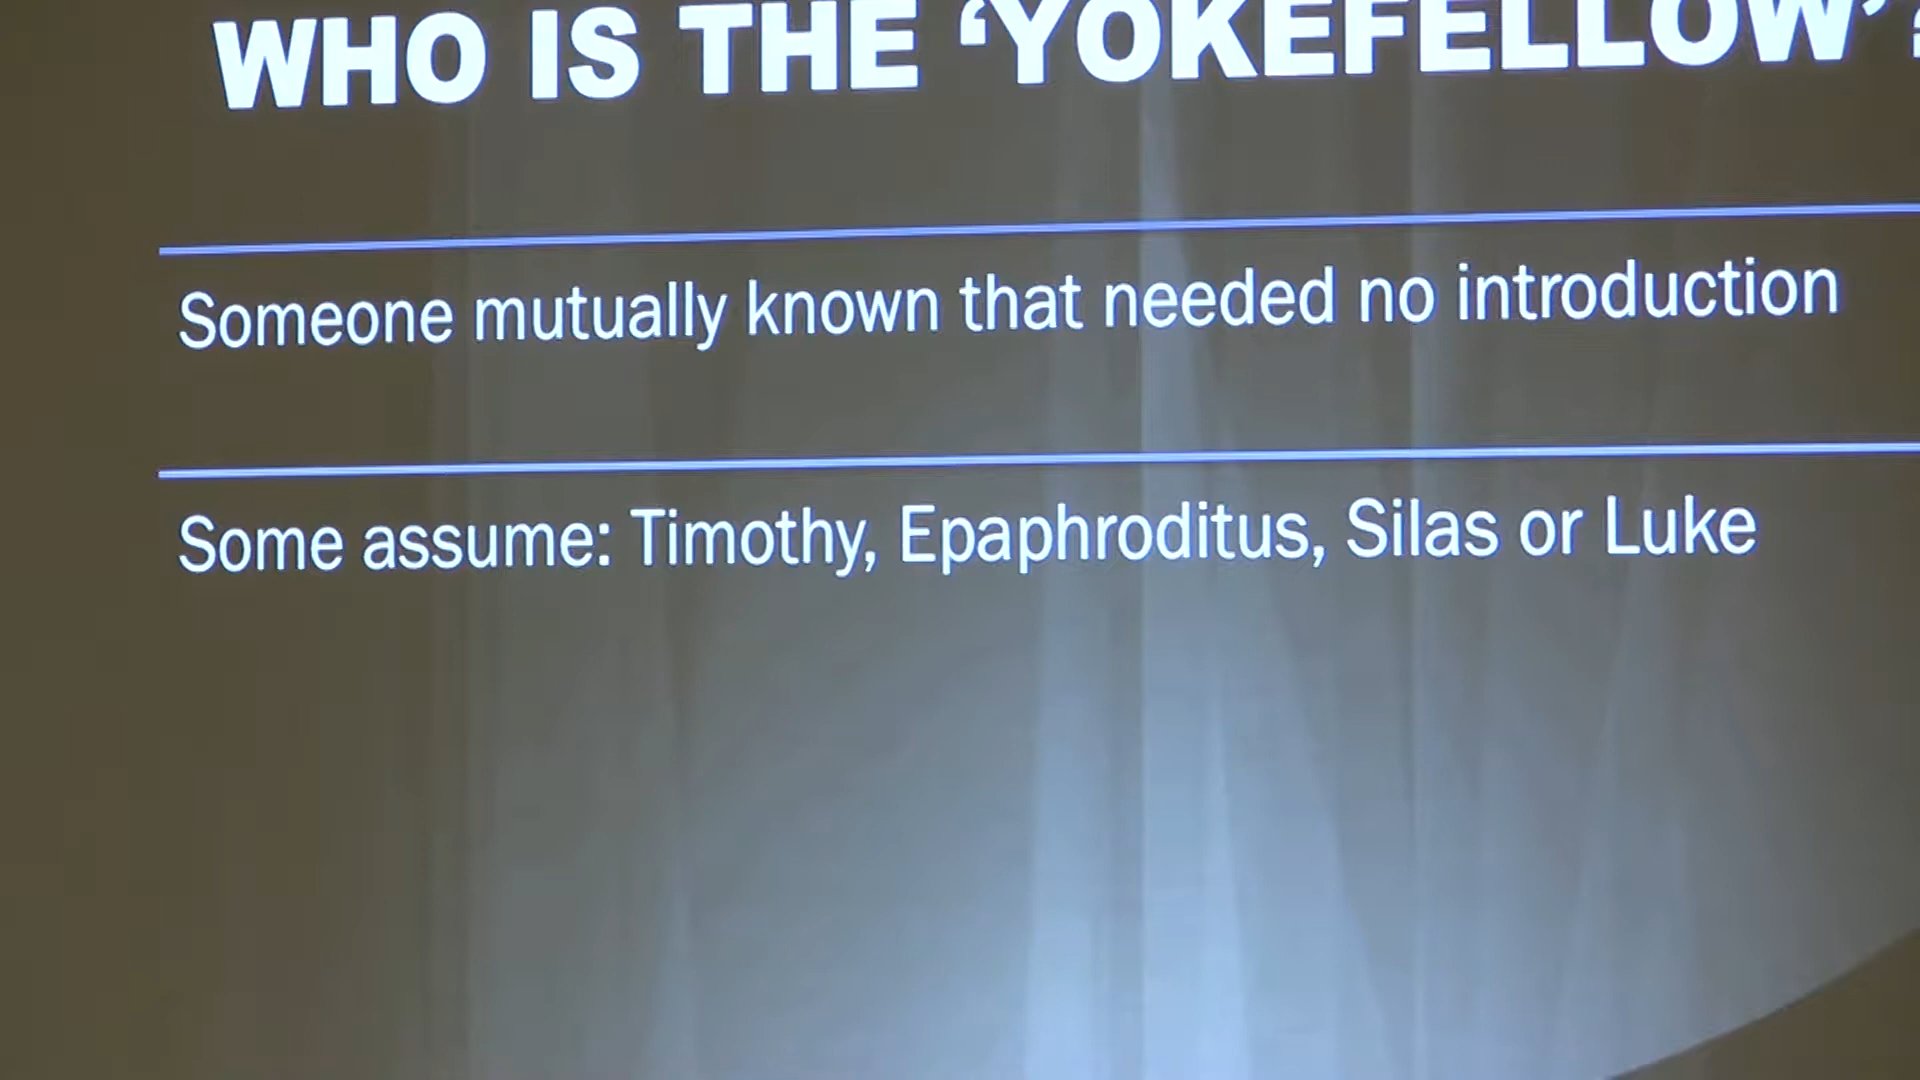 WHO IS THE ‘YOKEFELLOW’?
Someone mutually known that needed no introduction
Some assume: Timothy, Epaphroditus, Silas or Luke